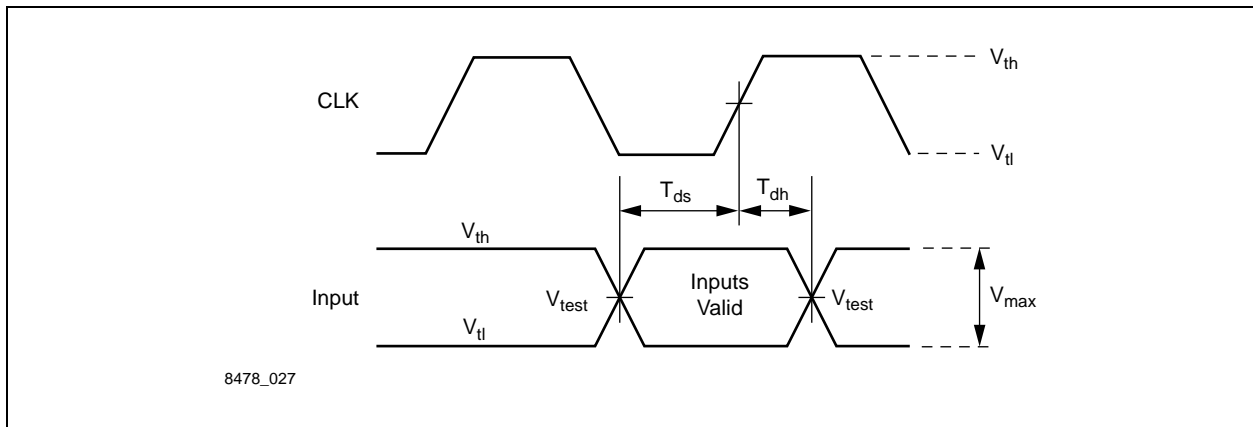 V_th
CLK
V_tl
T_ds T_dh
V_th
Inputs
Valid
Input V_test V_test V_max
V_tl
8478_027